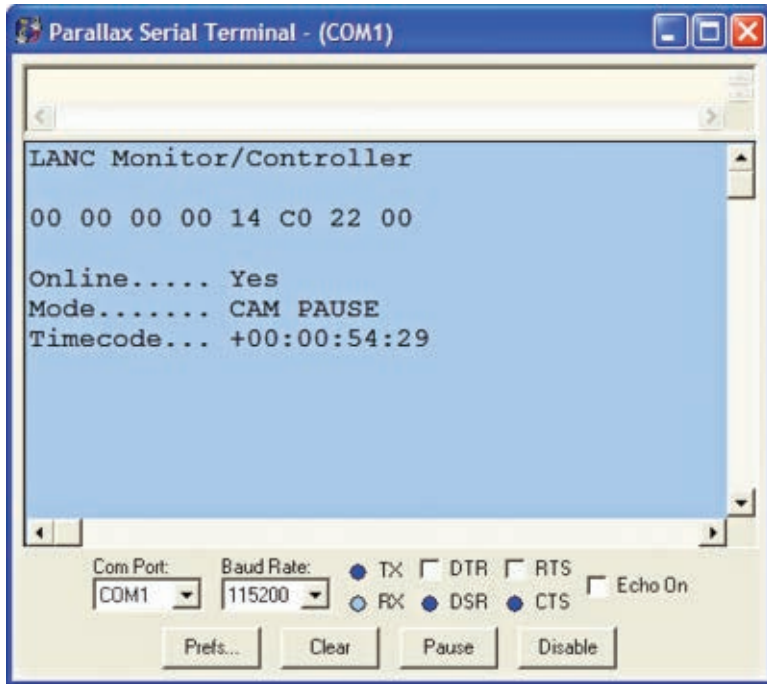 Parallax Serial Terminal - (COM1)
LANC Monitor/Controller
00 00 00 00 14 C0 22 00
Online..... Yes
Mode....... CAM PAUSE
Timecode... +00:00:54:29
Com Port: Baud Rate: TX DTR RTS
COM1 115200 RX DSR CTS Echo On
Prefs... Clear Pause Disable